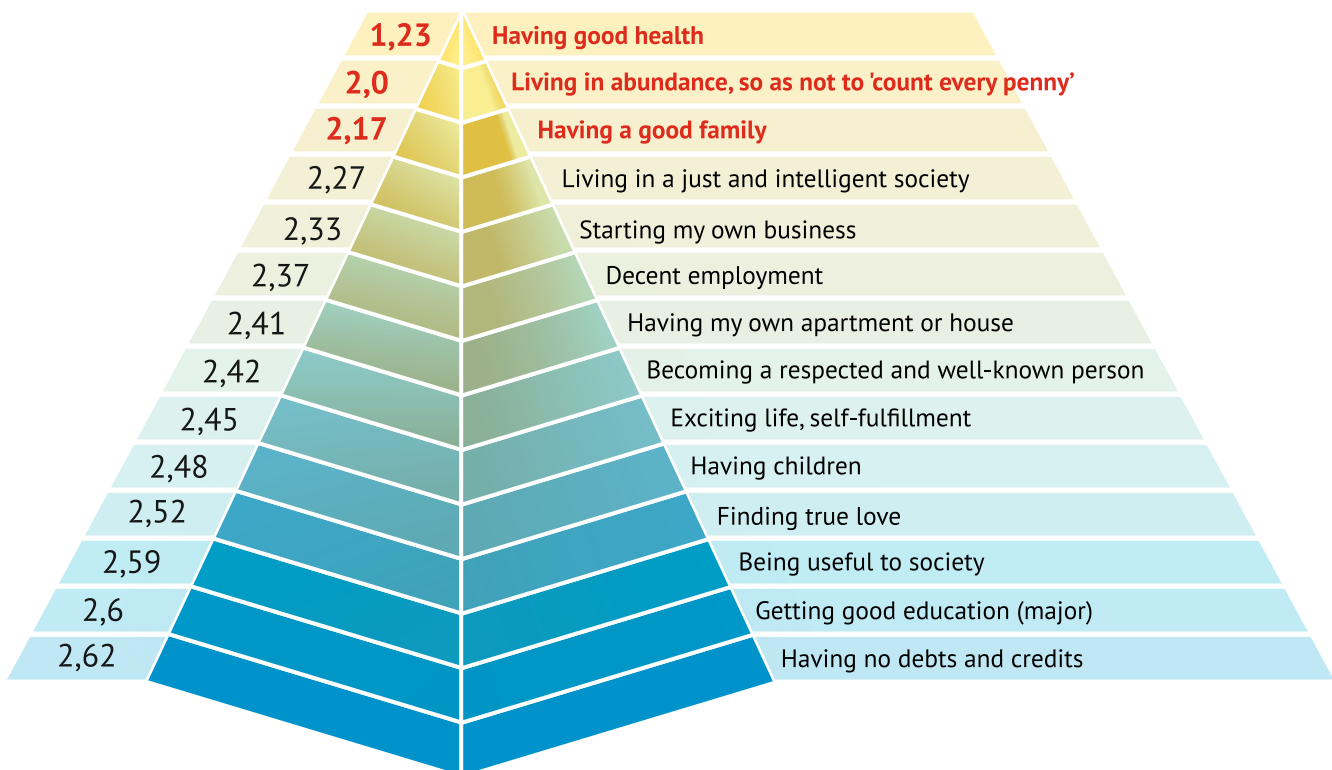 1,23 Having good health
2,0 Living in abundance, so as not to 'count every penny’
2,17 Having a good family
2,27 Living in a just and intelligent society
2,33 Starting my own business
2,37 Decent employment
2,41 Having my own apartment or house
2,42 Becoming a respected and well-known person
2,45 Exciting life, self-fulfillment
2,48 Having children
2,52 Finding true love
2,59 Being useful to society
2,6 Getting good education (major)
2,62 Having no debts and credits